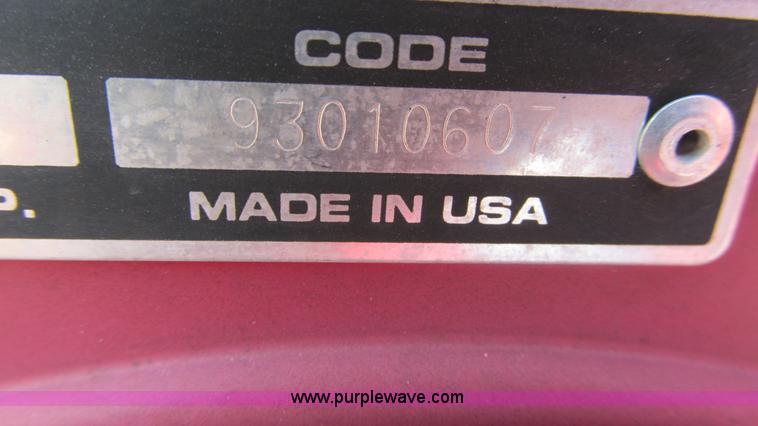 CODE
93010607
P.
MADE IN USA
www.purplewave.com